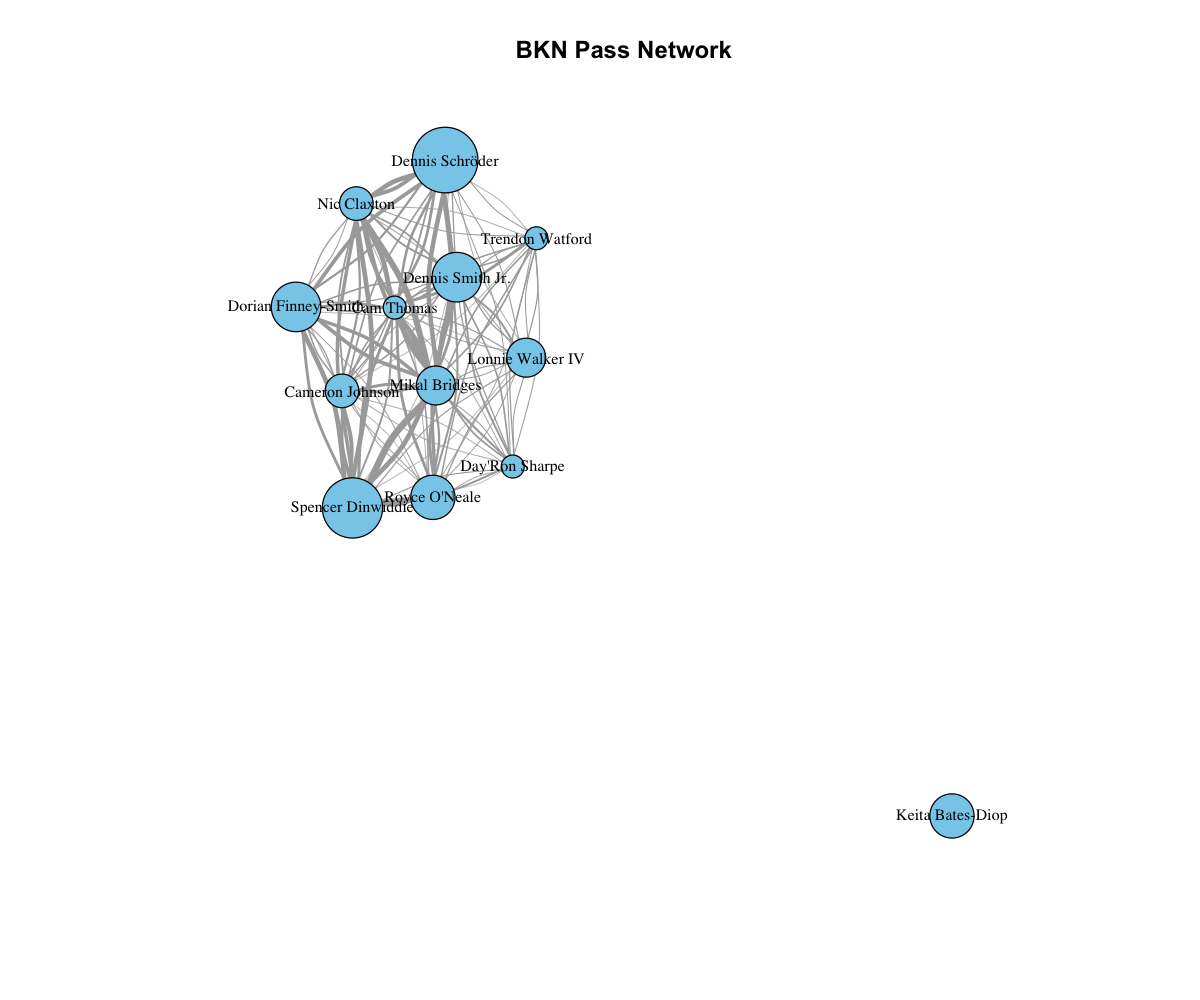 BKN Pass Network
Dennis Schröder
Nic Claxton
Trendon Watford
Dennis Smith Jr.
Dorian Finney-Smith
Cam Thomas
Lonnie Walker IV
Mikal Bridges
Cameron Johnson
Day'Ron Sharpe
Royce O'Neale
Spencer Dinwiddie
Keita Bates-Diop